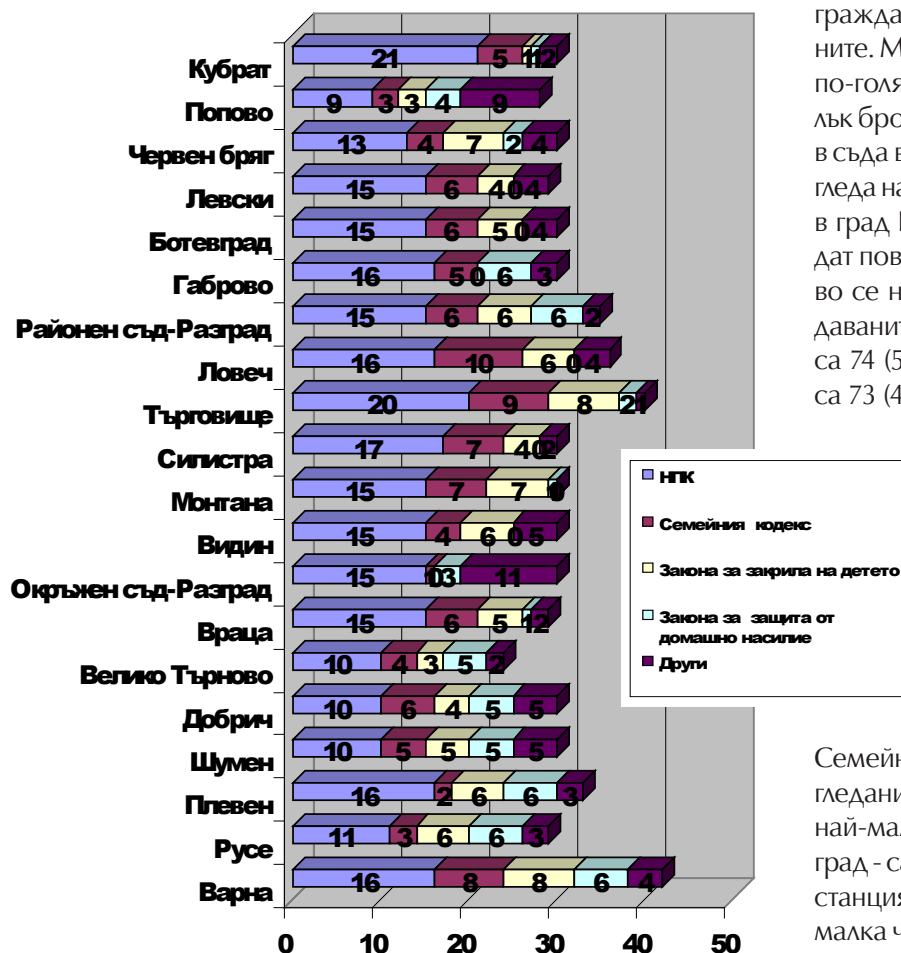 Кубрат 21 5 1 1 2
Попово 9 3 3 4 9
Червен бряг 13 4 7 2 4
Левски 15 6 4 0 4
Ботевград 15 6 5 0 4
Габрово 16 5 0 6 3
Районен съд-Разград 15 6 6 6 2
Ловеч 16 10 6 0 4
Търговище 20 9 8 2 1
Силистра 17 7 4 0 2
Монтана 15 7 7
Видин 15 4 6 0 5
Окръжен съд-Разград 15 1 0 3 11
Враца 15 6 5 1 2
Велико Търново 10 4 3 5 2
Добрич 10 6 4 5 5
Шумен 10 5 5 5 5
Плевен 16 2 6 6 3
Русе 11 3 6 6 3
Варна 16 8 8 6 4
0 10 20 30 40 50
НПК
Семейния кодекс
Закона за закрила на детето
Закона за защита от
домашно насилие
Други
гражда
ните. М
по-голя
лък бро
в съда в
гледа на
в град
дат пов
во се н
даванит
са 74 (5
са 73 (4
Семейн
гледани
най-мал
град - са
станция
малка ч